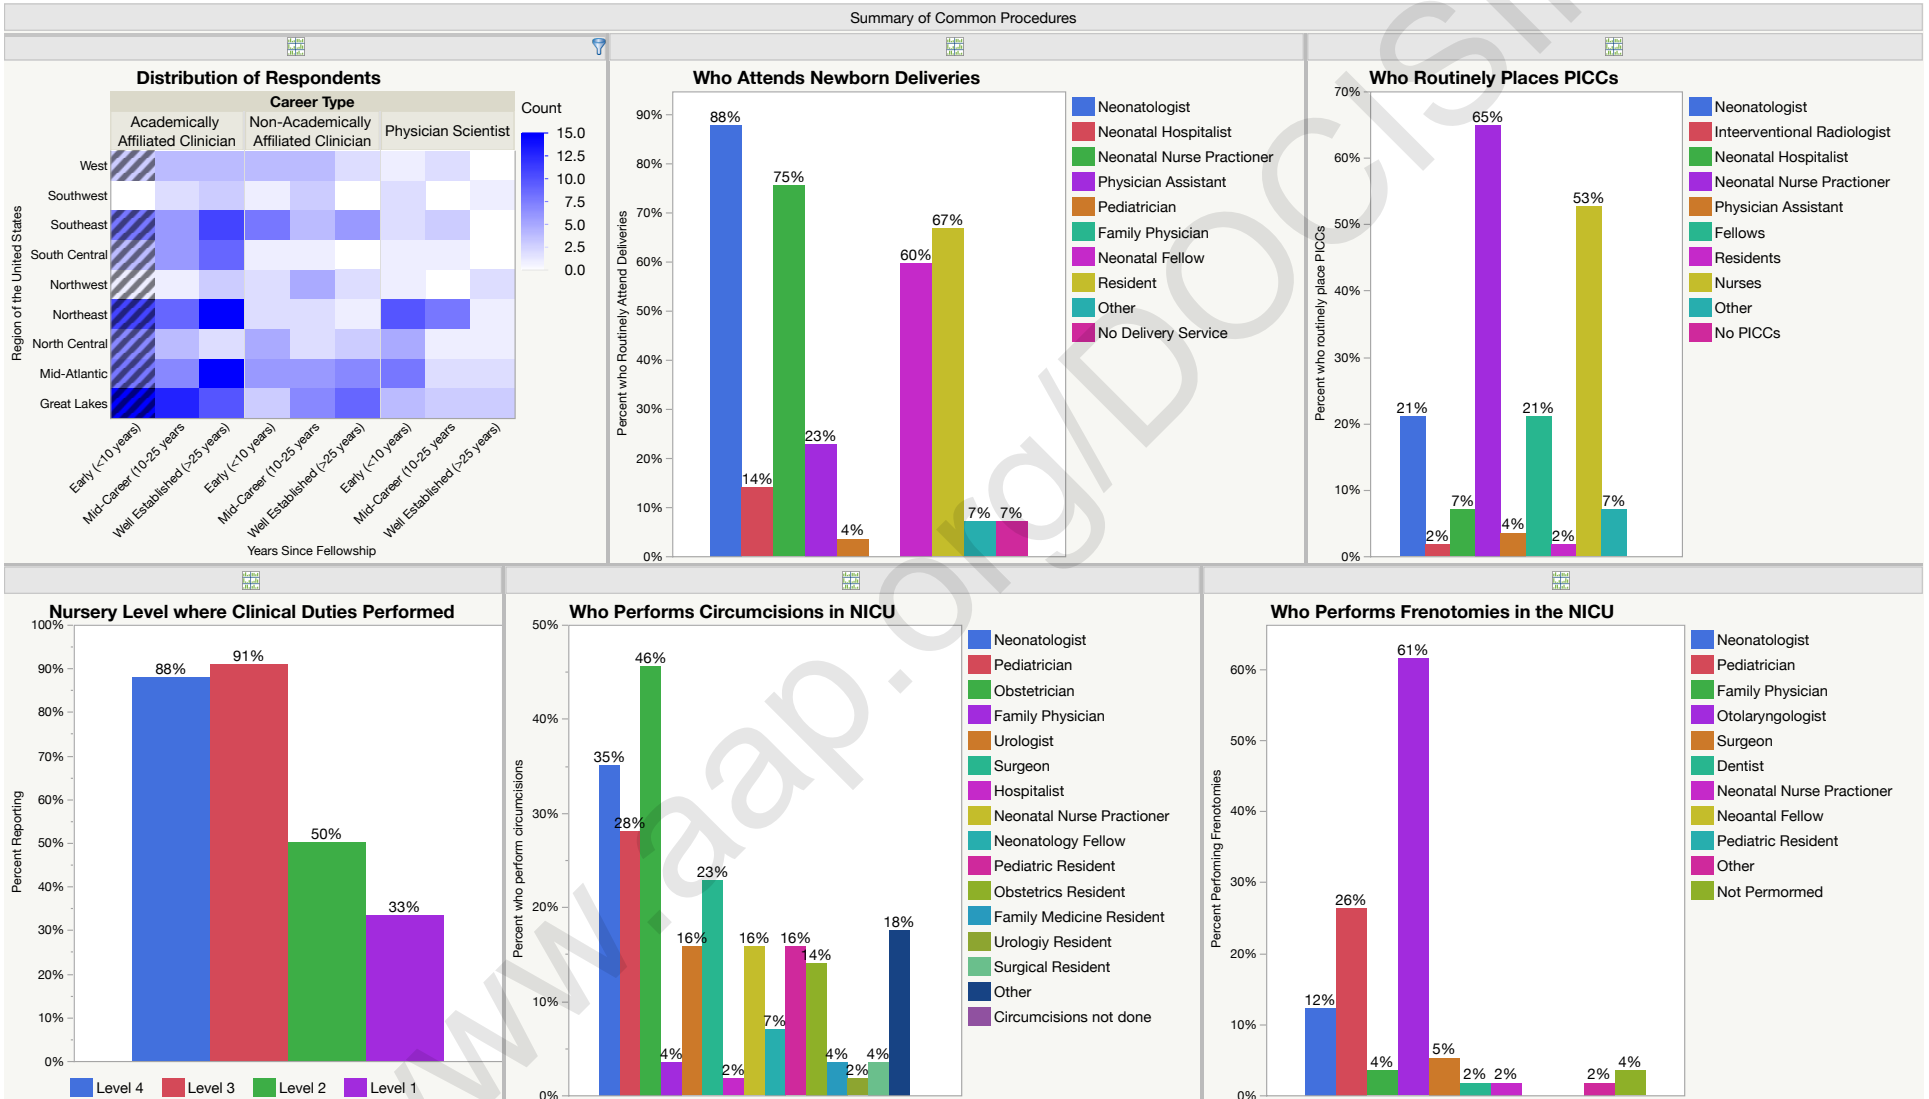 Summary of Common Procedures
Distribution of Respondents
Career Type
Academically
Affiliated Clinician
Non-Academically
Affiliated Clinician
Physician Scientist
Count
15.0
12.5
10.0
7.5
5.0
2.5
0.0
Region of the United States
West
Southwest
Southeast
South Central
Northwest
Northeast
North Central
Mid-Atlantic
Great Lakes
Early (<10 years)
Mid-Career (10-25 years
Well Established (>25 years)
Early (<10 years)
Mid-Career (10-25 years
Well Established (>25 years)
Early (<10 years)
Mid-Career (10-25 years
Well Established (>25 years)
Years Since Fellowship
Who Attends Newborn Deliveries
Percent who Routinely Attend Deliveries
90%
80%
70%
60%
50%
40%
30%
20%
10%
0%
88%
14%
75%
23%
4%
60%
67%
7%
7%
Neonatologist
Neonatal Hospitalist
Neonatal Nurse Practioner
Physician Assistant
Pediatrician
Family Physician
Neonatal Fellow
Resident
Other
No Delivery Service
Who Routinely Places PICCs
Percent who routinely place PICCs
70%
60%
50%
40%
30%
20%
10%
0%
21%
2%
7%
65%
4%
21%
2%
53%
7%
Neonatologist
Inteerventional Radiologist
Neonatal Hospitalist
Neonatal Nurse Practioner
Physician Assistant
Fellows
Residents
Nurses
Other
No PICCs
Nursery Level where Clinical Duties Performed
Percent Reporting
100%
90%
80%
70%
60%
50%
40%
30%
20%
10%
0%
88%
91%
50%
33%
Level 4
Level 3
Level 2
Level 1
Who Performs Circumcisions in NICU
Percent who perform circumcisions
50%
40%
30%
20%
10%
0%
35%
28%
46%
4%
16%
23%
2%
16%
7%
16%
14%
4%
2%
4%
18%
Neonatologist
Pediatrician
Obstetrician
Family Physician
Urologist
Surgeon
Hospitalist
Neonatal Nurse Practioner
Neonatology Fellow
Pediatric Resident
Obstetrics Resident
Family Medicine Resident
Urologiy Resident
Surgical Resident
Other
Circumcisions not done
Who Performs Frenotomies in the NICU
Percent Perfoming Frenotomies
60%
50%
40%
30%
20%
10%
0%
12%
26%
4%
61%
5%
2%
2%
2%
4%
Neonatologist
Pediatrician
Family Physician
Otolaryngologist
Surgeon
Dentist
Neonatal Nurse Practioner
Neoantal Fellow
Pediatric Resident
Other
Not Permormed